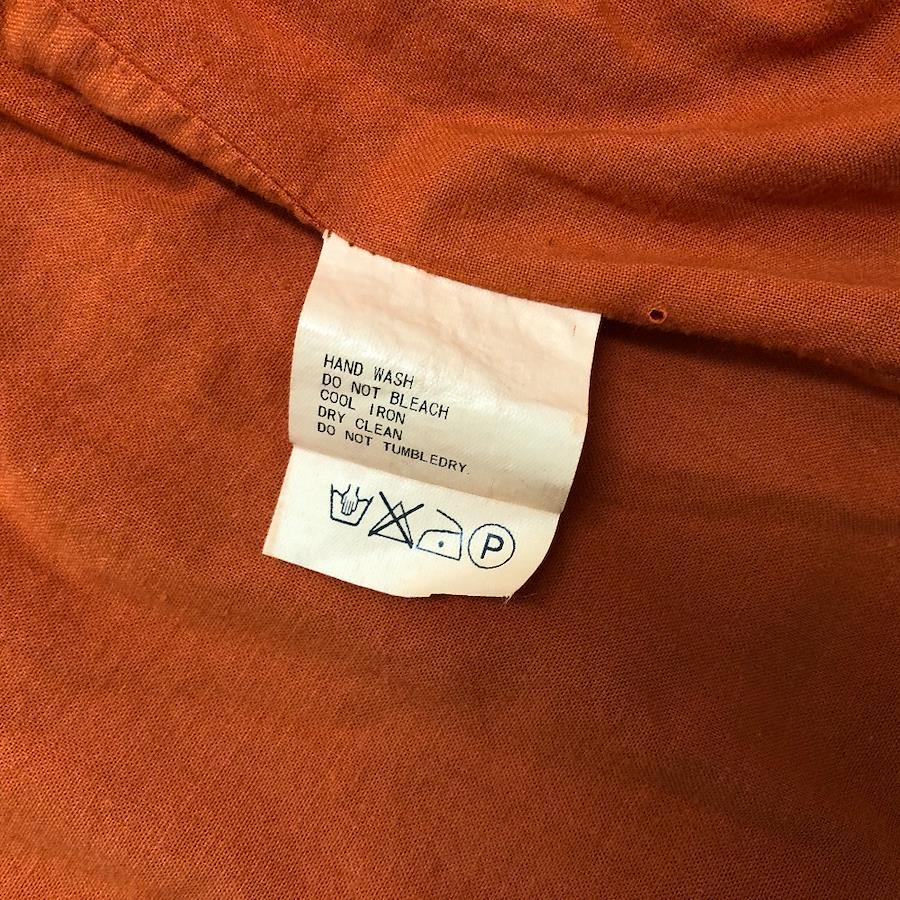 HAND WASH
DO NOT BLEACH
COOL IRON
DRY CLEAN
DO NOT TUMBLEDRY.
P